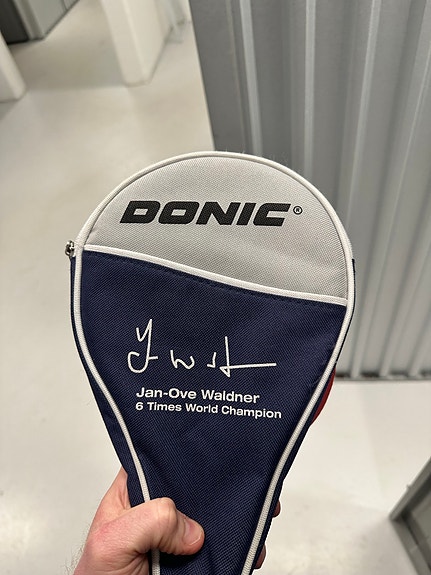 DONIC®
Jan-Ove Waldner
6 Times World Champion